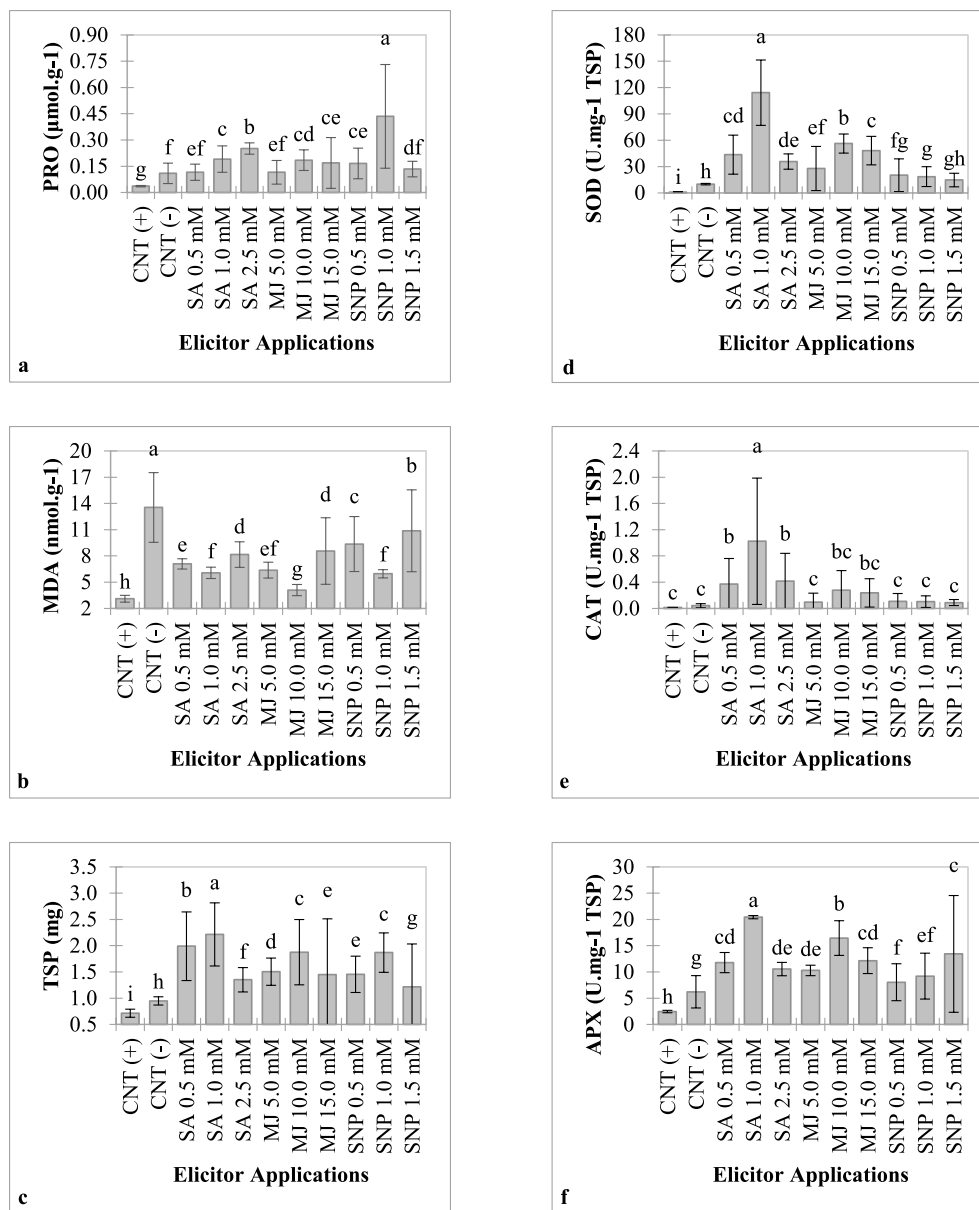 PRO (µmol.g-1)
0.90
0.75
0.60
0.45
0.30
0.15
0.00
g
f
ef
c
b
ef
cd
ce
ce
a
df
CNT (+)
CNT (-)
SA 0.5 mM
SA 1.0 mM
SA 2.5 mM
MJ 5.0 mM
MJ 10.0 mM
MJ 15.0 mM
SNP 0.5 mM
SNP 1.0 mM
SNP 1.5 mM
Elicitor Applications
a
SOD (U.mg-1 TSP)
180
150
120
90
60
30
0
i
h
cd
a
de
ef
b
c
fg
g
gh
CNT (+)
CNT (-)
SA 0.5 mM
SA 1.0 mM
SA 2.5 mM
MJ 5.0 mM
MJ 10.0 mM
MJ 15.0 mM
SNP 0.5 mM
SNP 1.0 mM
SNP 1.5 mM
Elicitor Applications
d
MDA (nmol.g-1)
20
17
14
11
8
5
2
h
a
e
f
d
ef
g
d
c
f
b
CNT (+)
CNT (-)
SA 0.5 mM
SA 1.0 mM
SA 2.5 mM
MJ 5.0 mM
MJ 10.0 mM
MJ 15.0 mM
SNP 0.5 mM
SNP 1.0 mM
SNP 1.5 mM
Elicitor Applications
b
CAT (U.mg-1 TSP)
2.4
2.0
1.6
1.2
0.8
0.4
0.0
c
c
b
a
b
c
bc
bc
c
c
c
CNT (+)
CNT (-)
SA 0.5 mM
SA 1.0 mM
SA 2.5 mM
MJ 5.0 mM
MJ 10.0 mM
MJ 15.0 mM
SNP 0.5 mM
SNP 1.0 mM
SNP 1.5 mM
Elicitor Applications
e
TSP (mg)
3.5
3.0
2.5
2.0
1.5
1.0
0.5
i
h
b
a
f
d
c
e
e
c
g
CNT (+)
CNT (-)
SA 0.5 mM
SA 1.0 mM
SA 2.5 mM
MJ 5.0 mM
MJ 10.0 mM
MJ 15.0 mM
SNP 0.5 mM
SNP 1.0 mM
SNP 1.5 mM
Elicitor Applications
c
APX (U.mg-1 TSP)
30
25
20
15
10
5
0
h
g
cd
a
de
de
b
c
f
ef
c
CNT (+)
CNT (-)
SA 0.5 mM
SA 1.0 mM
SA 2.5 mM
MJ 5.0 mM
MJ 10.0 mM
MJ 15.0 mM
SNP 0.5 mM
SNP 1.0 mM
SNP 1.5 mM
Elicitor Applications
f